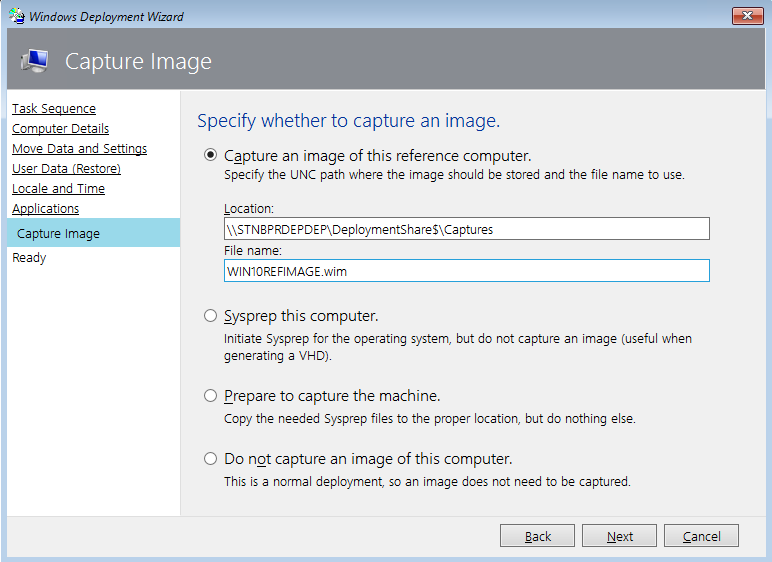 Windows Deployment Wizard
Capture Image
Task Sequence
Computer Details
Move Data and Settings
User Data (Restore)
Locale and Time
Applications
Capture Image
Ready
Specify whether to capture an image.
Capture an image of this reference computer.
Specify the UNC path where the image should be stored and the file name to use.
Location:
\\STNBPRDEPDEP\DeploymentShare$\Captures
File name:
WIN10REFIMAGE.wim
Sysprep this computer.
Initiate Sysprep for the operating system, but do not capture an image (useful when
generating a VHD).
Prepare to capture the machine.
Copy the needed Sysprep files to the proper location, but do nothing else.
Do not capture an image of this computer.
This is a normal deployment, so an image does not need to be captured.
Back Next Cancel